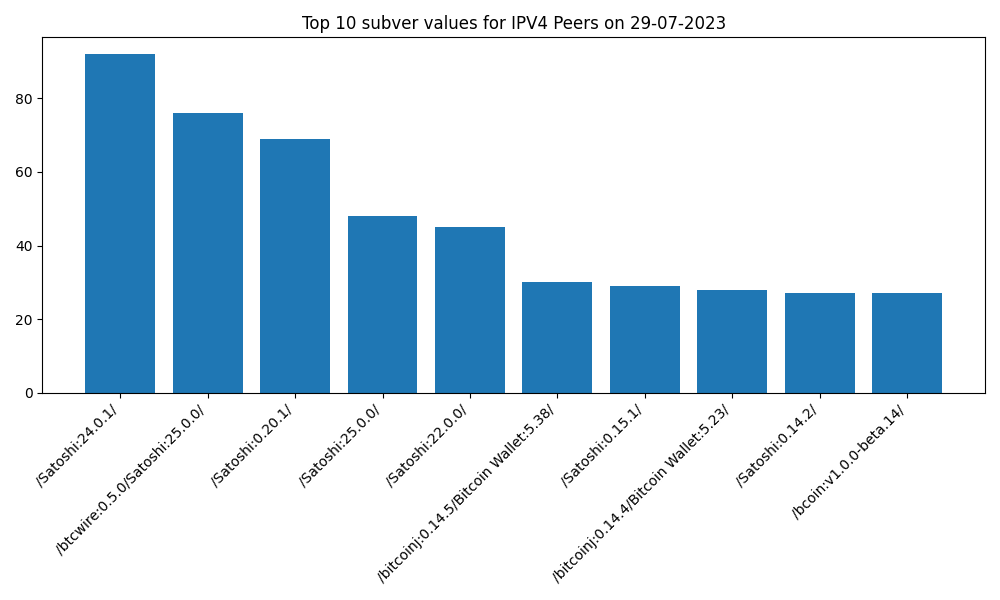 Top 10 subver values for IPV4 Peers on 29-07-2023
80
60
40
20
0
/Satoshi:24.0.1/
/btcwire:0.5.0/Satoshi:25.0.0/
/Satoshi:0.20.1/
/Satoshi:25.0.0/
/Satoshi:22.0.0/
/bitcoinj:0.14.5/Bitcoin Wallet:5.38/
/Satoshi:0.15.1/
/bitcoinj:0.14.4/Bitcoin Wallet:5.23/
/Satoshi:0.14.2/
/bcoin:v1.0.0-beta.14/